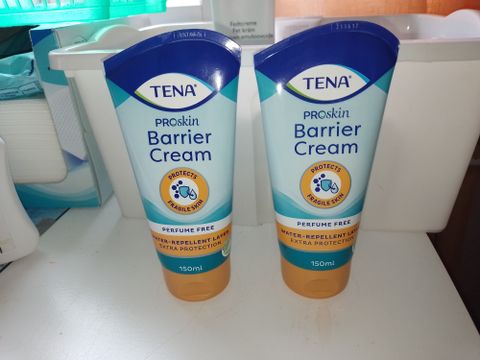 Fedtcreme
TENA®
PROskin
Barrier
Cream
PROTECTS
FRAGILE SKIN
PERFUME FREE
WATER-REPELLENT LAYER
EXTRA PROTECTION
150ml
TENA®
PROskin
Barrier
Cream
PROTECTS
FRAGILE SKIN
PERFUME FREE
WATER-REPELLENT LAYER
EXTRA PROTECTION
150ml